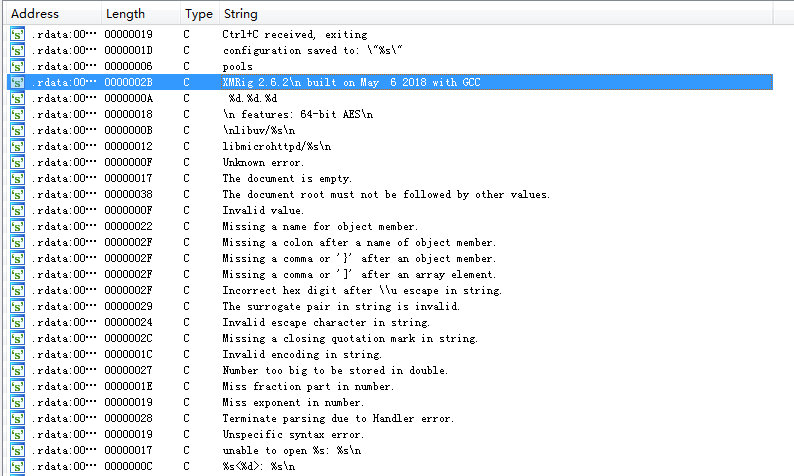 Address Length Type String
's' .rdata:00··· 00000019 C Ctrl+C received, exiting
's' .rdata:00··· 0000001D C configuration saved to: \"%s\"
's' .rdata:00··· 00000006 C pools
's' .rdata:00··· 0000002B C XMRig 2.6.2\n built on May  6 2018 with GCC
's' .rdata:00··· 0000000A C  %d.%d.%d
's' .rdata:00··· 00000018 C \n features: 64-bit AES\n
's' .rdata:00··· 0000000B C \nlibuv/%s\n
's' .rdata:00··· 00000012 C libmicrohttpd/%s\n
's' .rdata:00··· 0000000F C Unknown error.
's' .rdata:00··· 00000017 C The document is empty.
's' .rdata:00··· 00000038 C The document root must not be followed by other values.
's' .rdata:00··· 0000000F C Invalid value.
's' .rdata:00··· 00000022 C Missing a name for object member.
's' .rdata:00··· 0000002F C Missing a colon after a name of object member.
's' .rdata:00··· 0000002F C Missing a comma or '}' after an object member.
's' .rdata:00··· 0000002F C Missing a comma or ']' after an array element.
's' .rdata:00··· 0000002F C Incorrect hex digit after \\u escape in string.
's' .rdata:00··· 00000029 C The surrogate pair in string is invalid.
's' .rdata:00··· 00000024 C Invalid escape character in string.
's' .rdata:00··· 0000002C C Missing a closing quotation mark in string.
's' .rdata:00··· 0000001C C Invalid encoding in string.
's' .rdata:00··· 00000027 C Number too big to be stored in double.
's' .rdata:00··· 0000001E C Miss fraction part in number.
's' .rdata:00··· 00000019 C Miss exponent in number.
's' .rdata:00··· 00000028 C Terminate parsing due to Handler error.
's' .rdata:00··· 00000019 C Unspecific syntax error.
's' .rdata:00··· 00000017 C unable to open %s: %s\n
's' .rdata:00··· 0000000C C %s<%d>: %s\n